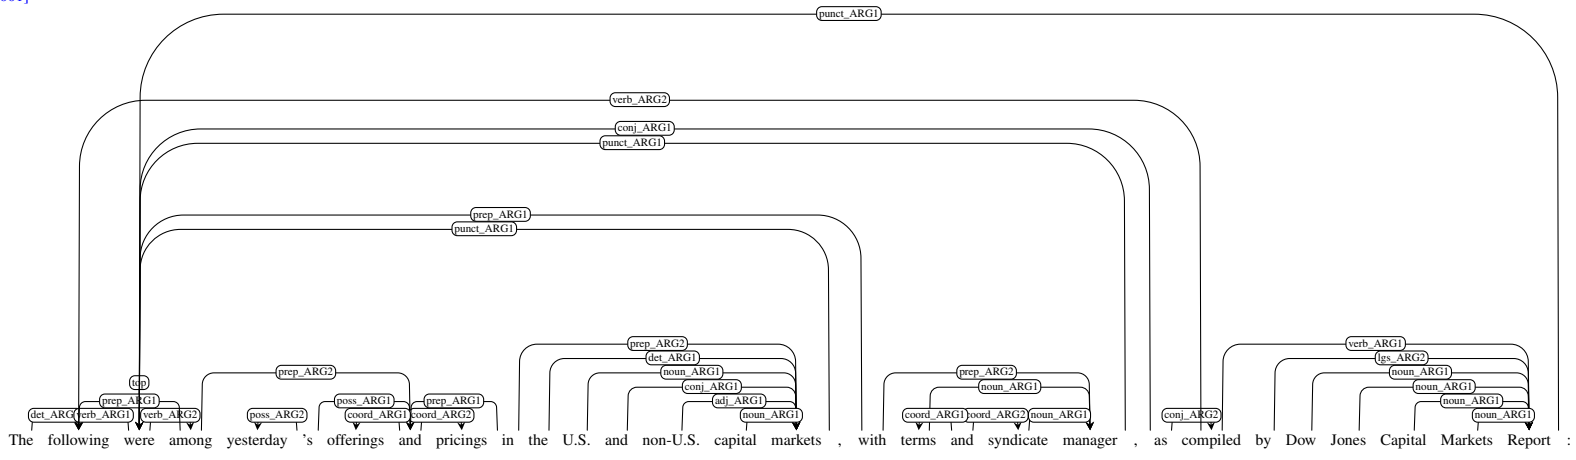 001]
punct_ARG1
verb_ARG2
conj_ARG1
punct_ARG1
prep_ARG1
punct_ARG1
prep_ARG2 verb_ARG1
det_ARG1 lgs_ARG2
top prep_ARG2 noun_ARG1 prep_ARG2 noun_ARG1
conj_ARG1 noun_ARG1 noun_ARG1
prep_ARG1 poss_ARG1 prep_ARG1 adj_ARG1 noun_ARG1
det_ARG verb_ARG1 verb_ARG2 poss_ARG2 coord_ARG1 coord_ARG2 noun_ARG1 coord_ARG1 coord_ARG2 noun_ARG1 conj_ARG2 noun_ARG1
The following were among yesterday 's offerings and pricings in the U.S. and non-U.S. capital markets , with terms and syndicate manager , as compiled by Dow Jones Capital Markets Report :